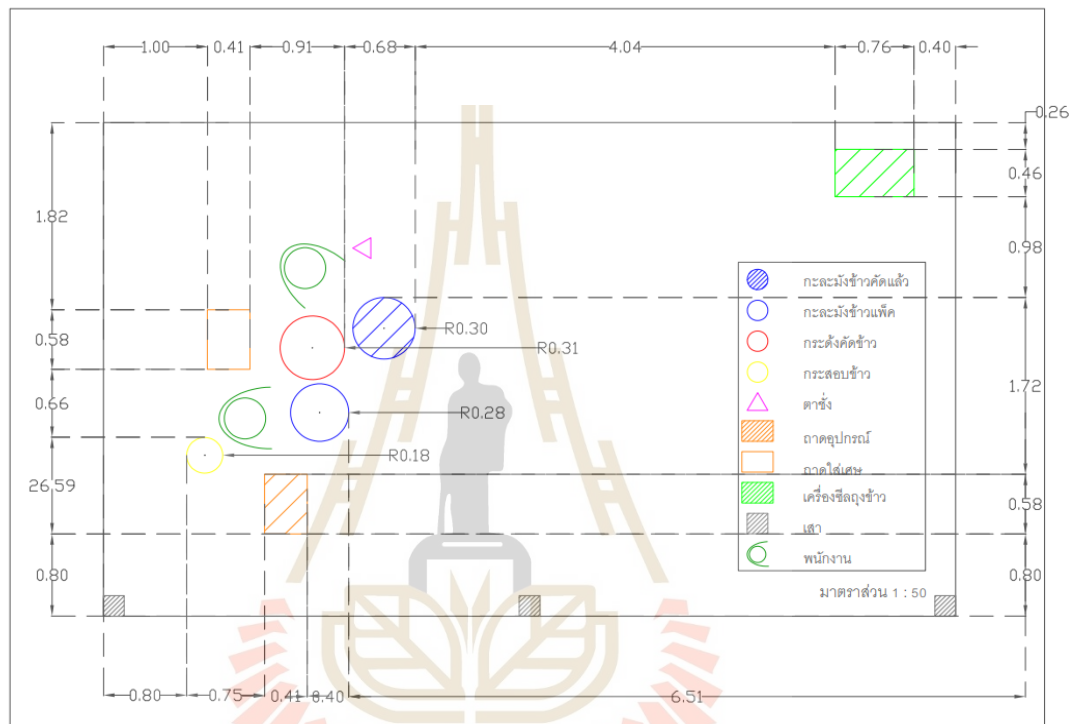 1.00 0.41 0.91 0.68 4.04 0.76 0.40
0.26
0.46
1.82
0.98
กะละมังข้าวคัดแล้ว
กะละมังข้าวแพ็ค
R0.30
0.58
กระด้งคัดข้าว
R0.31
กระสอบข้าว
1.72
0.66
ตาชั่ง
R0.28
ถาดอุปกรณ์
R0.18
ถาดใส่เศษ
26.59
เครื่องซีลถุงข้าว
0.58
เสา
พนักงาน
0.80
0.80
มาตราส่วน 1 : 50
0.80 0.75 0.41 8.40 6.51